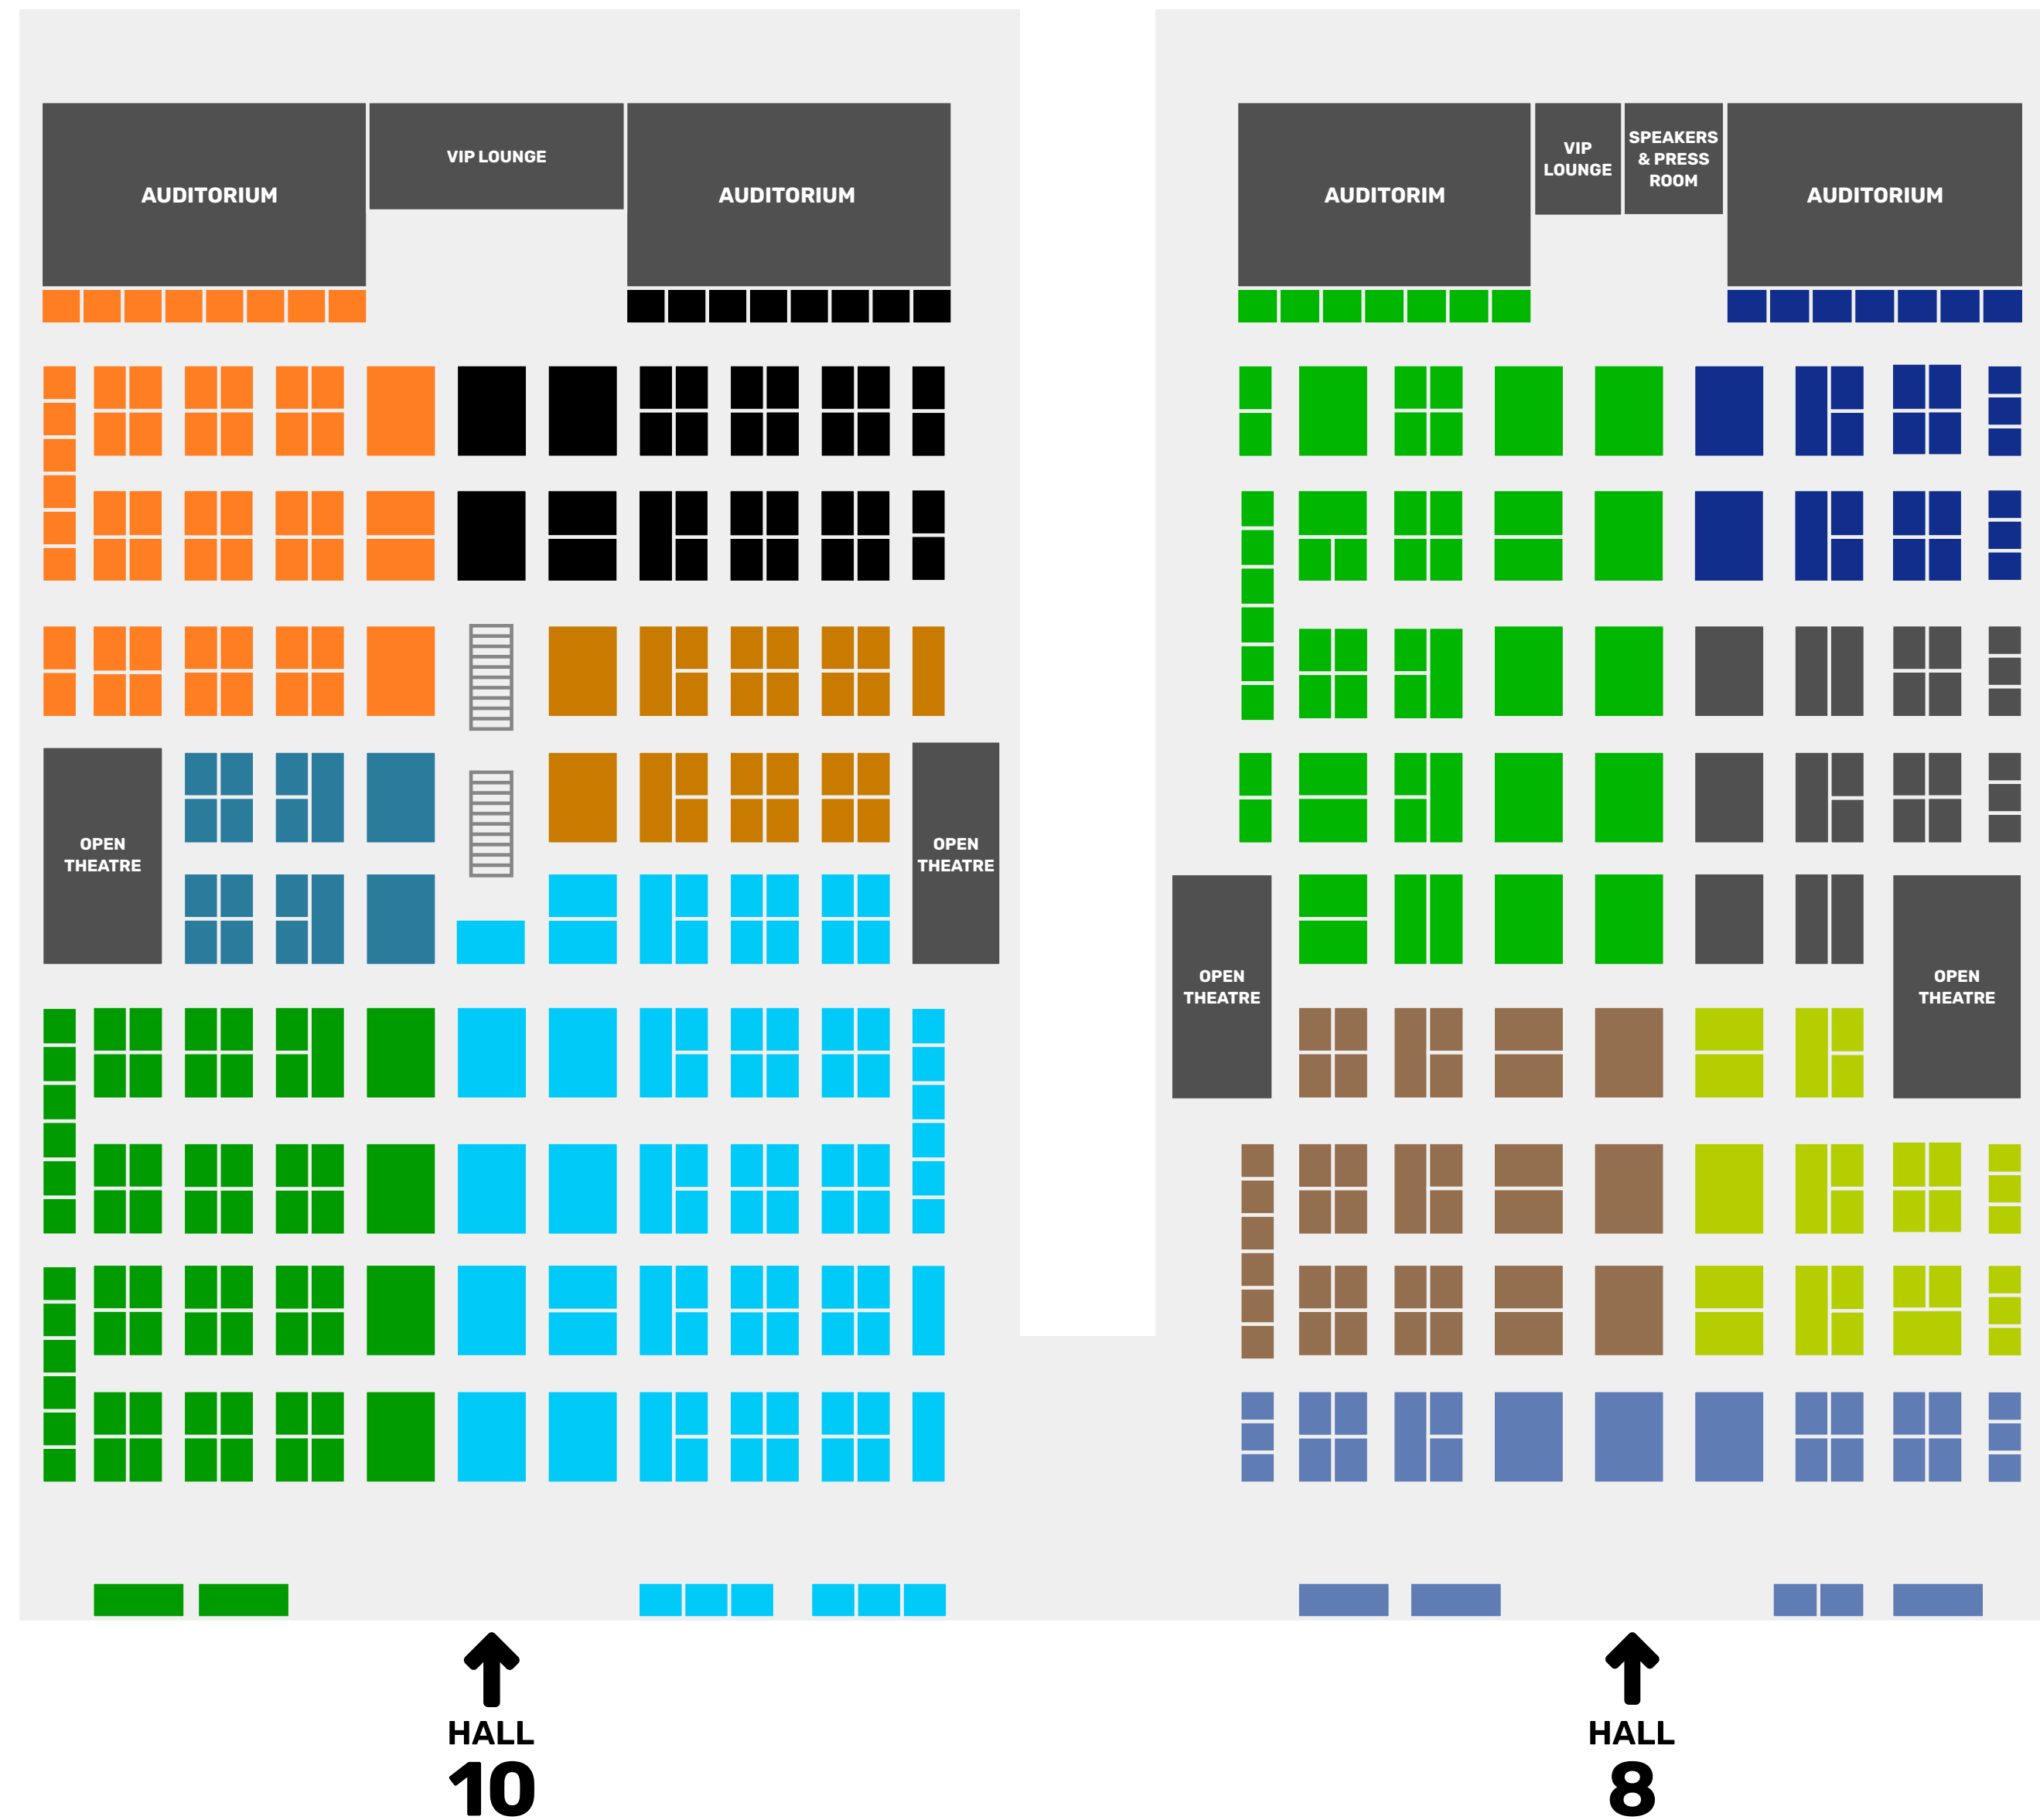 AUDITORIUM
VIP LOUNGE
AUDITORIUM
AUDITORIM
VIP
LOUNGE
SPEAKERS
& PRESS
ROOM
AUDITORIUM
OPEN
THEATRE
OPEN
THEATRE
OPEN
THEATRE
OPEN
THEATRE
HALL
10
HALL
8